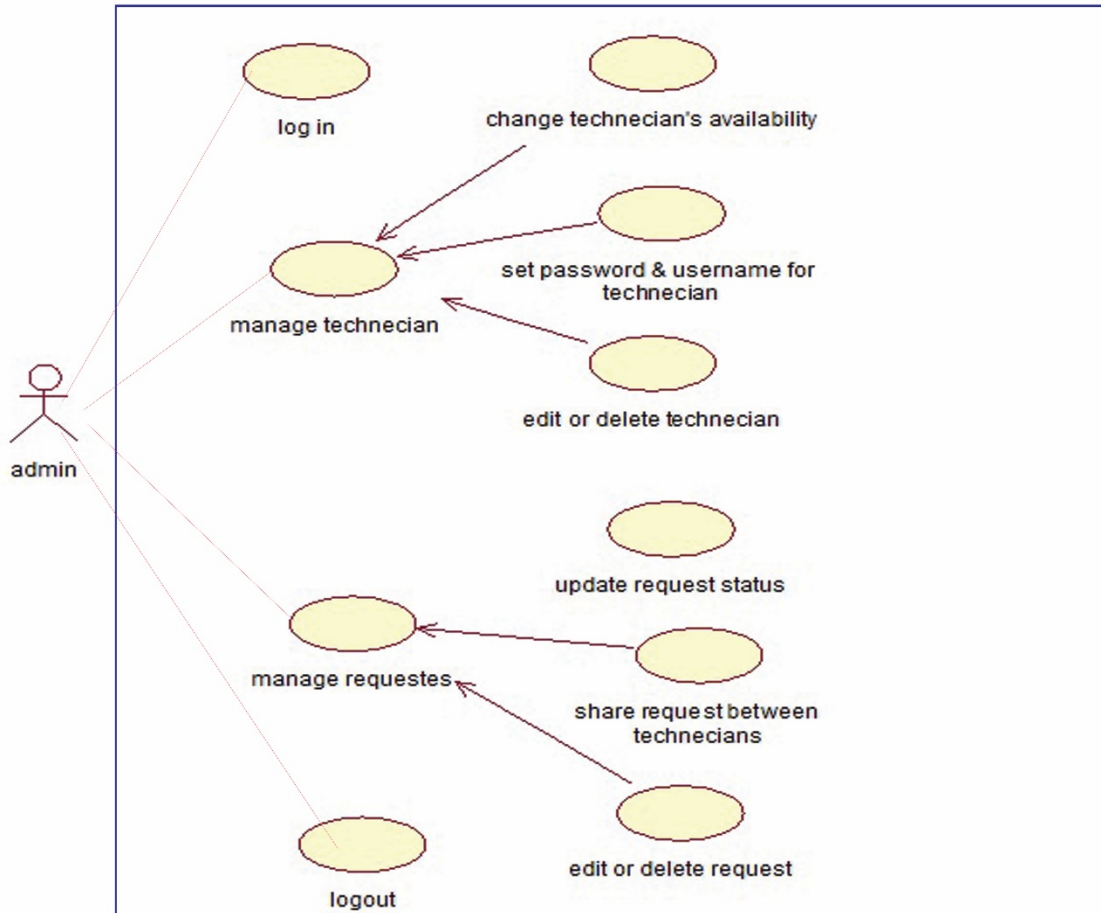 log in
change technecian's availability
set password & username for
technecian
manage technecian
edit or delete technecian
admin
update request status
manage requestes
share request between
technecians
edit or delete request
logout